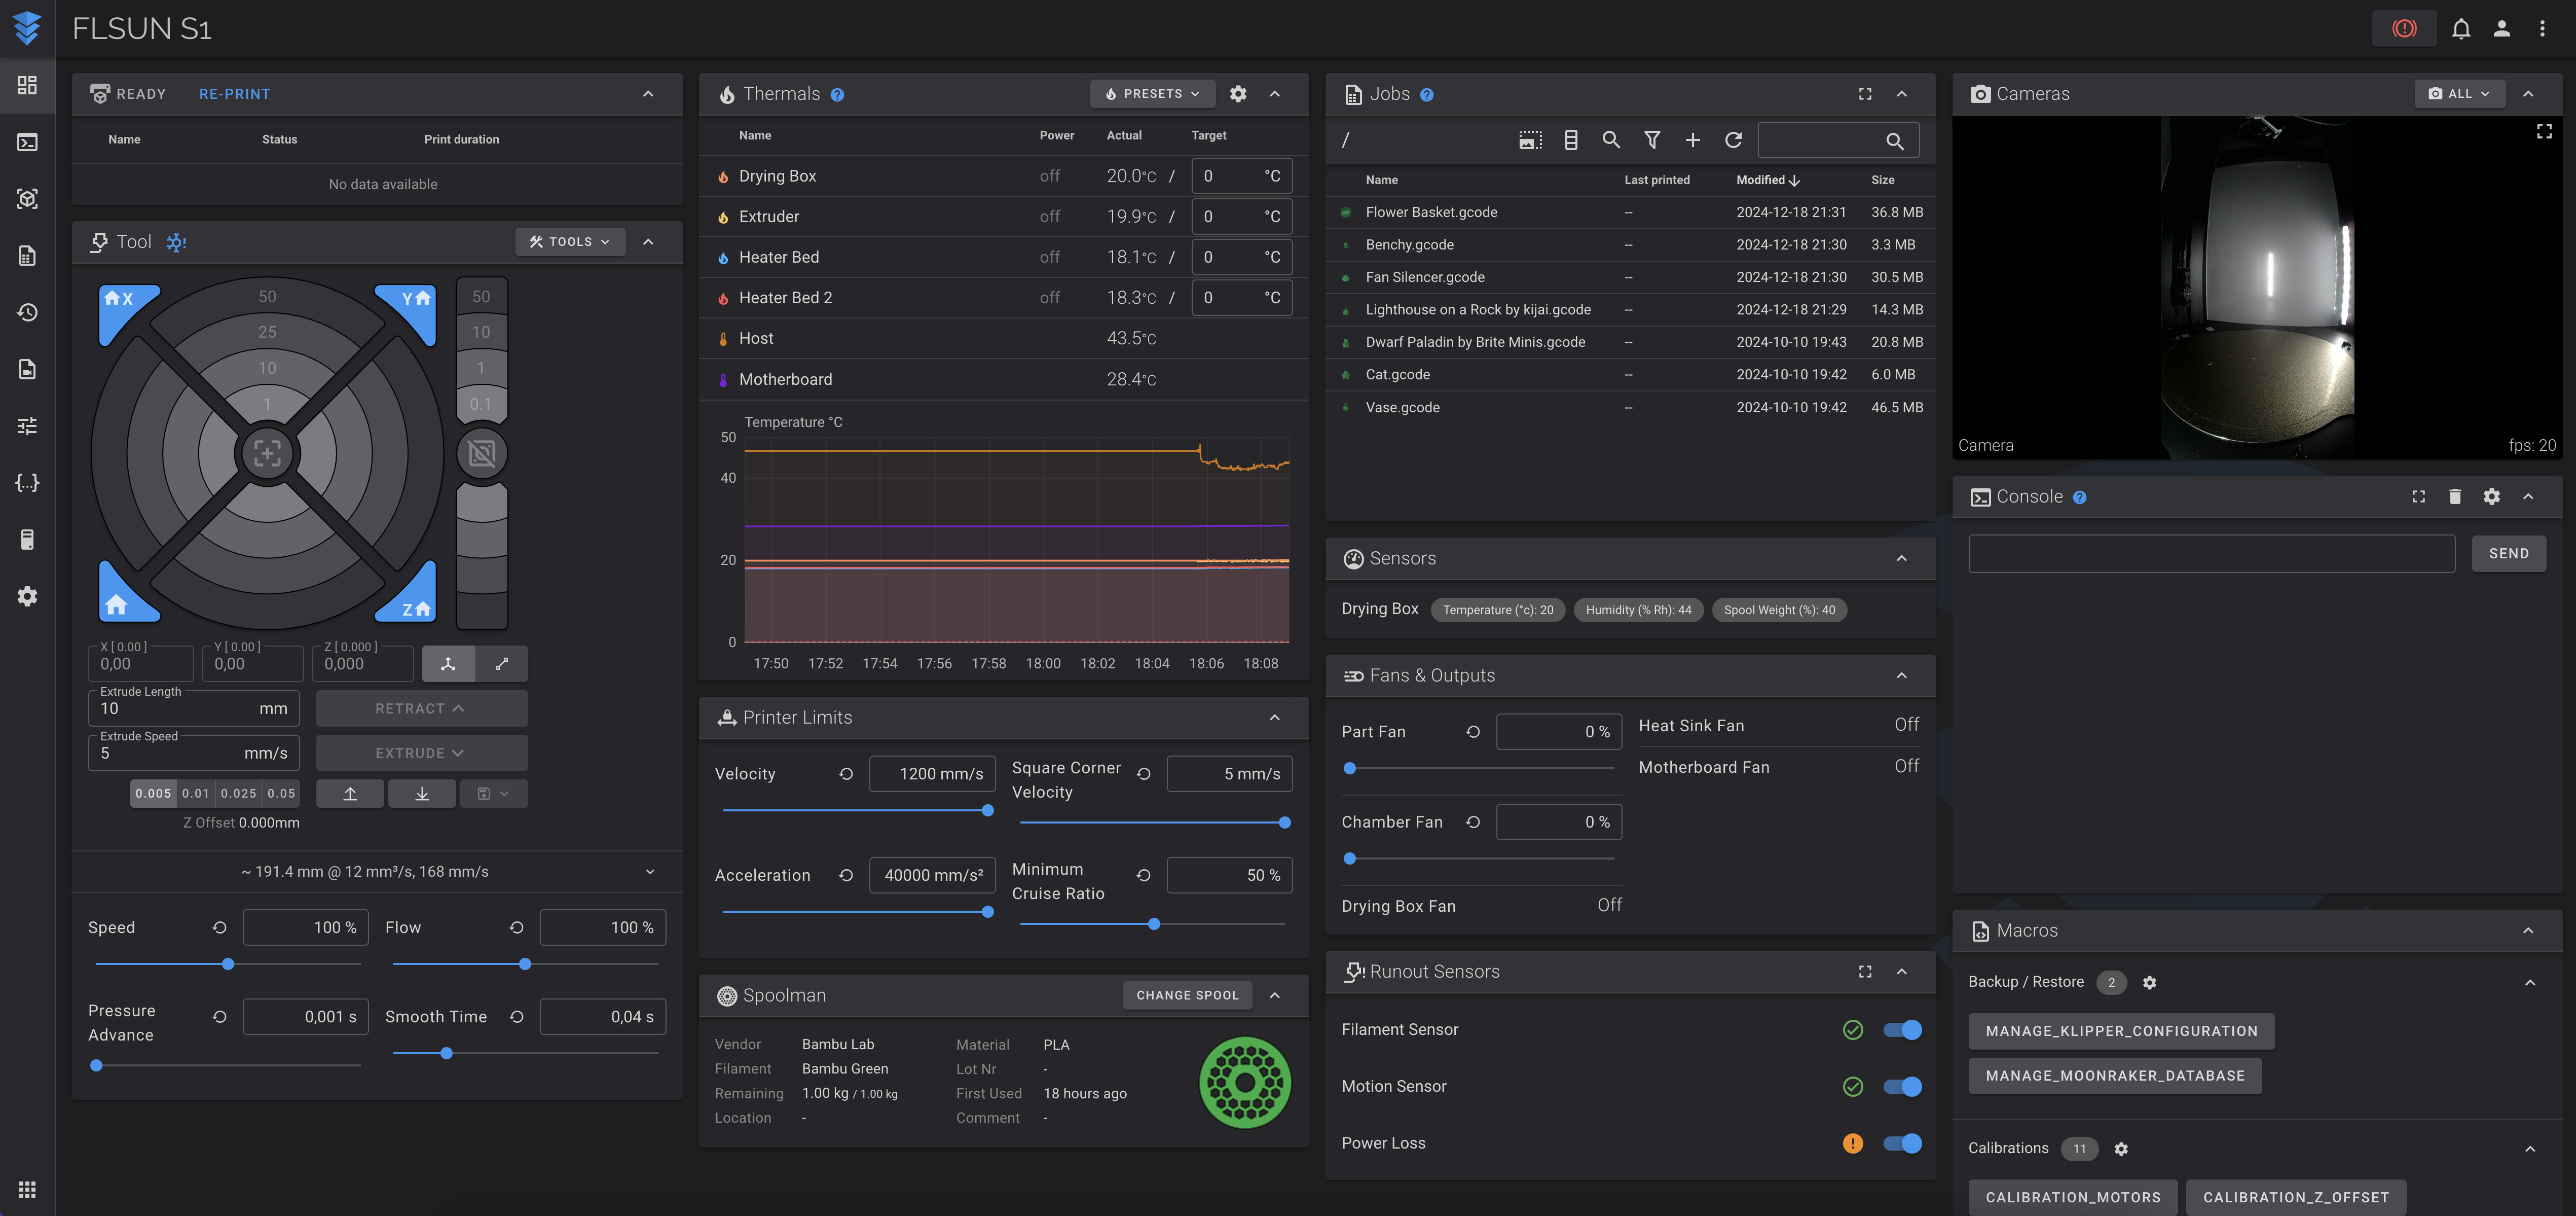 FLSUN S1
READY RE-PRINT
Name Status Print duration
No data available
Tool TOOLS
X Y
50 50
25 10
10 1
1 0.1
Z
X [ 0.00 ] Y [ 0.00 ] Z [ 0.000 ]
0,00 0,00 0,000
Extrude Length
10 mm RETRACT
Extrude Speed
5 mm/s EXTRUDE
0.005 0.01 0.025 0.05
Z Offset 0.000mm
~ 191.4 mm @ 12 mm³/s, 168 mm/s
Speed 100 % Flow 100 %
Pressure Advance 0,001 s Smooth Time 0,04 s
Thermals PRESETS
Name Power Actual Target
Drying Box off 20.0°C / 0 °C
Extruder off 19.9°C / 0 °C
Heater Bed off 18.1°C / 0 °C
Heater Bed 2 off 18.3°C / 0 °C
Host 43.5°C
Motherboard 28.4°C
Temperature °C
50
40
20
0
17:50 17:52 17:54 17:56 17:58 18:00 18:02 18:04 18:06 18:08
Printer Limits
Velocity 1200 mm/s Square Corner Velocity 5 mm/s
Acceleration 40000 mm/s² Minimum Cruise Ratio 50 %
Spoolman CHANGE SPOOL
Vendor Bambu Lab Material PLA
Filament Bambu Green Lot Nr -
Remaining 1.00 kg / 1.00 kg First Used 18 hours ago
Location - Comment -
Jobs
/
Name Last printed Modified Size
Flower Basket.gcode -- 2024-12-18 21:31 36.8 MB
Benchy.gcode -- 2024-12-18 21:30 3.3 MB
Fan Silencer.gcode -- 2024-12-18 21:30 30.5 MB
Lighthouse on a Rock by kijai.gcode -- 2024-12-18 21:29 14.3 MB
Dwarf Paladin by Brite Minis.gcode -- 2024-10-10 19:43 20.8 MB
Cat.gcode -- 2024-10-10 19:42 6.0 MB
Vase.gcode -- 2024-10-10 19:42 46.5 MB
Sensors
Drying Box Temperature (°c): 20 Humidity (% Rh): 44 Spool Weight (%): 40
Fans & Outputs
Part Fan 0 % Heat Sink Fan Off
Motherboard Fan Off
Chamber Fan 0 %
Drying Box Fan Off
Runout Sensors
Filament Sensor
Motion Sensor
Power Loss
Cameras ALL
Camera fps: 20
Console
SEND
Macros
Backup / Restore 2
MANAGE_KLIPPER_CONFIGURATION
MANAGE_MOONRAKER_DATABASE
Calibrations 11
CALIBRATION_MOTORS CALIBRATION_Z_OFFSET